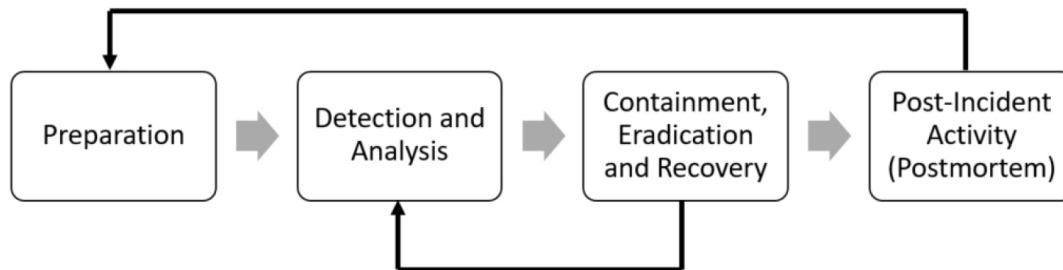 Preparation
Detection and
Analysis
Containment,
Eradication
and Recovery
Post-Incident
Activity
(Postmortem)